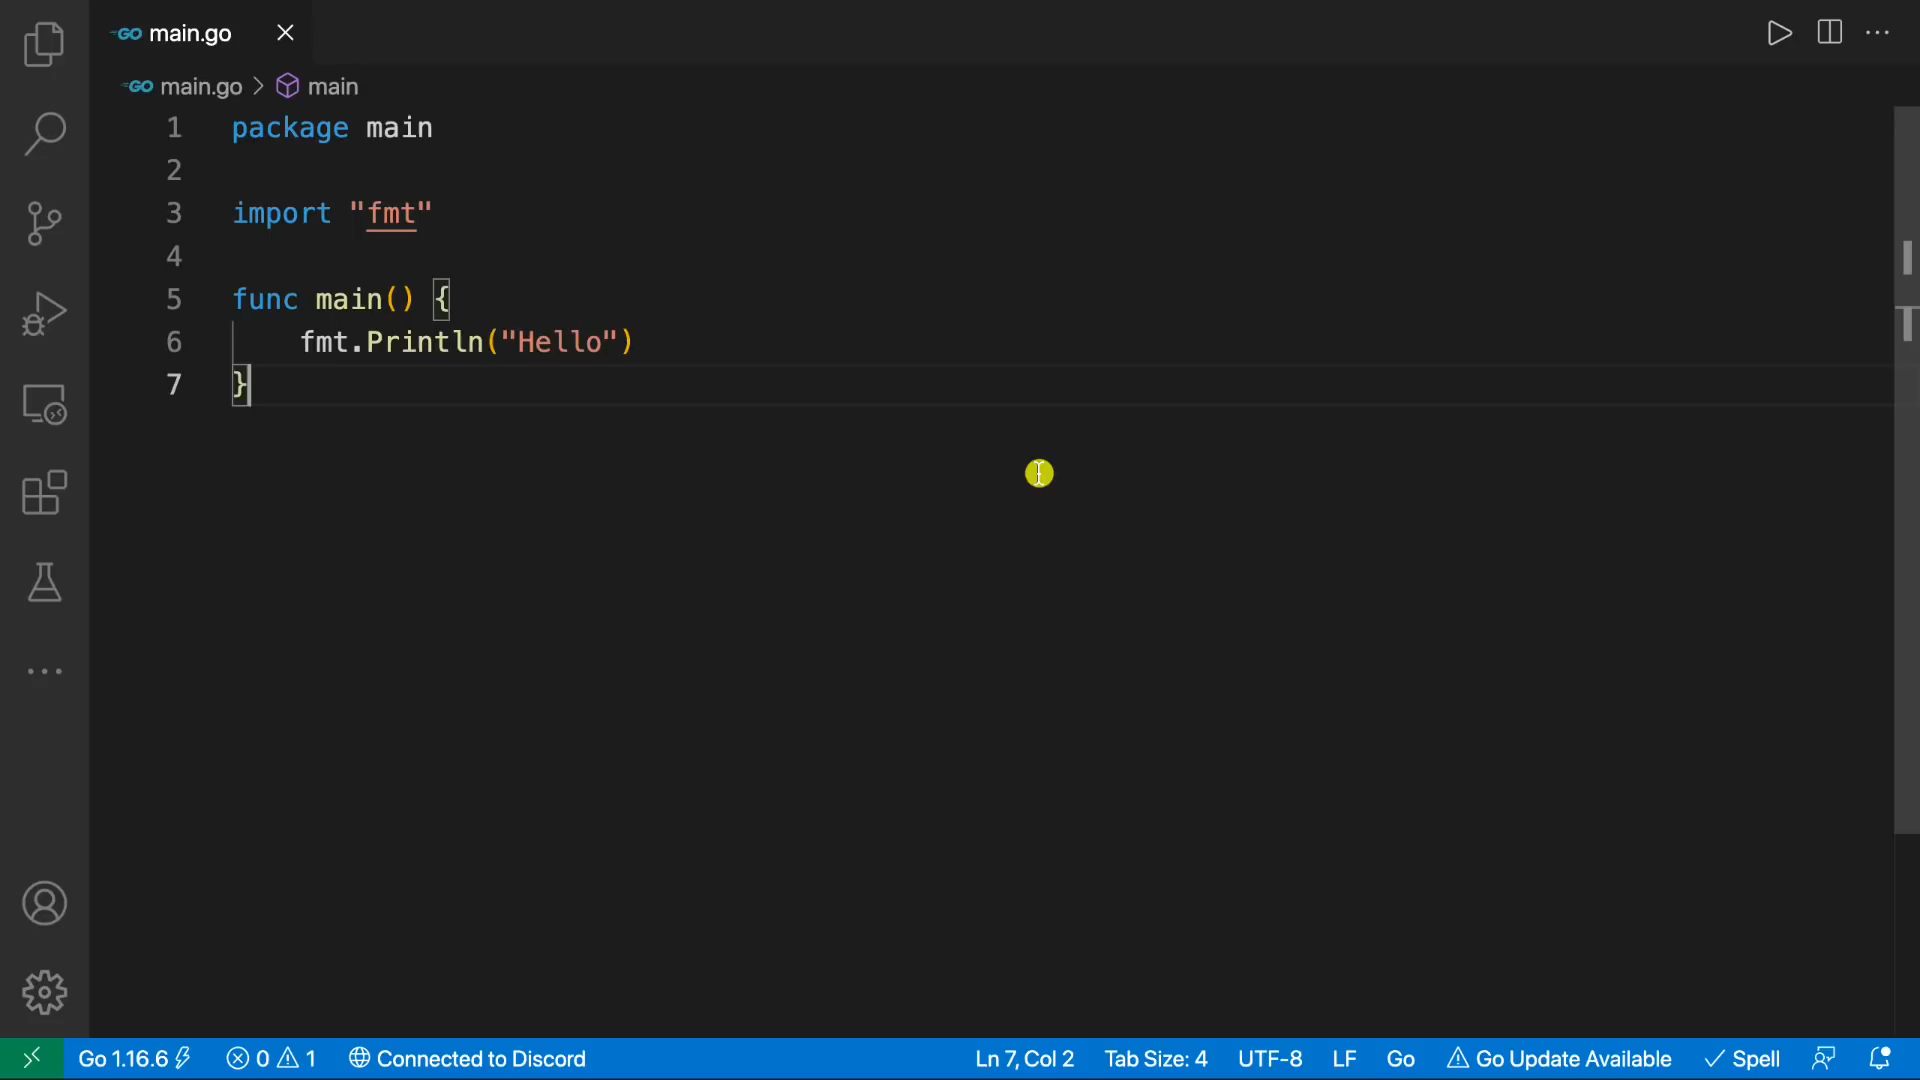 GO main.go
GO main.go > main
1 package main
2
3 import "fmt"
4
5 func main() {
6 fmt.Println("Hello")
7 }
Go 1.16.6 0 1 Connected to Discord Ln 7, Col 2 Tab Size: 4 UTF-8 LF Go Go Update Available Spell